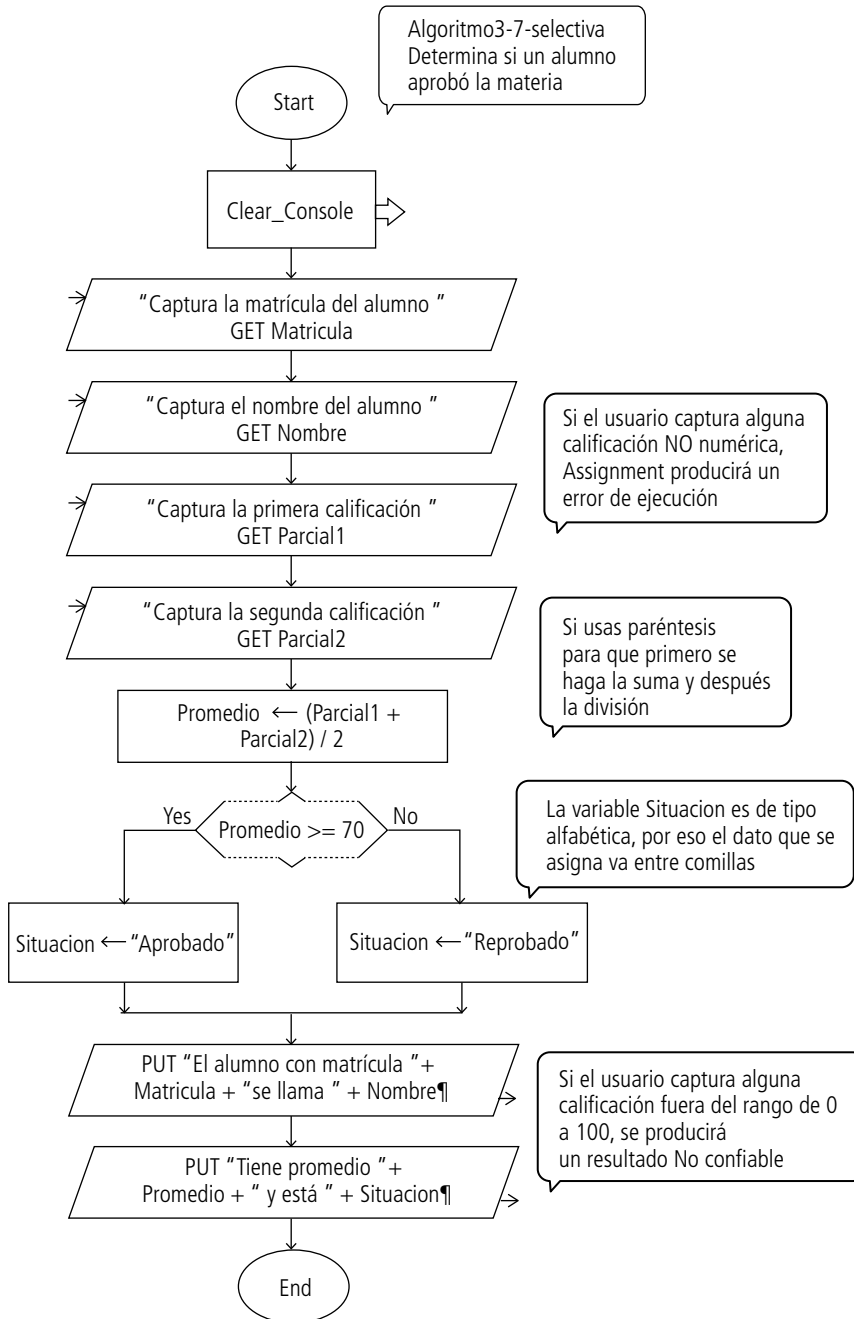 Algoritmo3-7-selectiva
Determina si un alumno
aprobó la materia
Start
Clear_Console
"Captura la matrícula del alumno "
GET Matricula
"Captura el nombre del alumno "
GET Nombre
Si el usuario captura alguna
calificación NO numérica,
Assignment producirá un
error de ejecución
"Captura la primera calificación "
GET Parcial1
"Captura la segunda calificación "
GET Parcial2
Si usas paréntesis
para que primero se
haga la suma y después
la división
Promedio ← (Parcial1 +
Parcial2) / 2
Yes
Promedio >= 70
No
La variable Situacion es de tipo
alfabética, por eso el dato que se
asigna va entre comillas
Situacion ← "Aprobado"
Situacion ← "Reprobado"
PUT "El alumno con matrícula "+
Matricula + "se llama " + Nombre¶
Si el usuario captura alguna
calificación fuera del rango de 0
a 100, se producirá
un resultado No confiable
PUT "Tiene promedio "+
Promedio + " y está " + Situacion¶
End